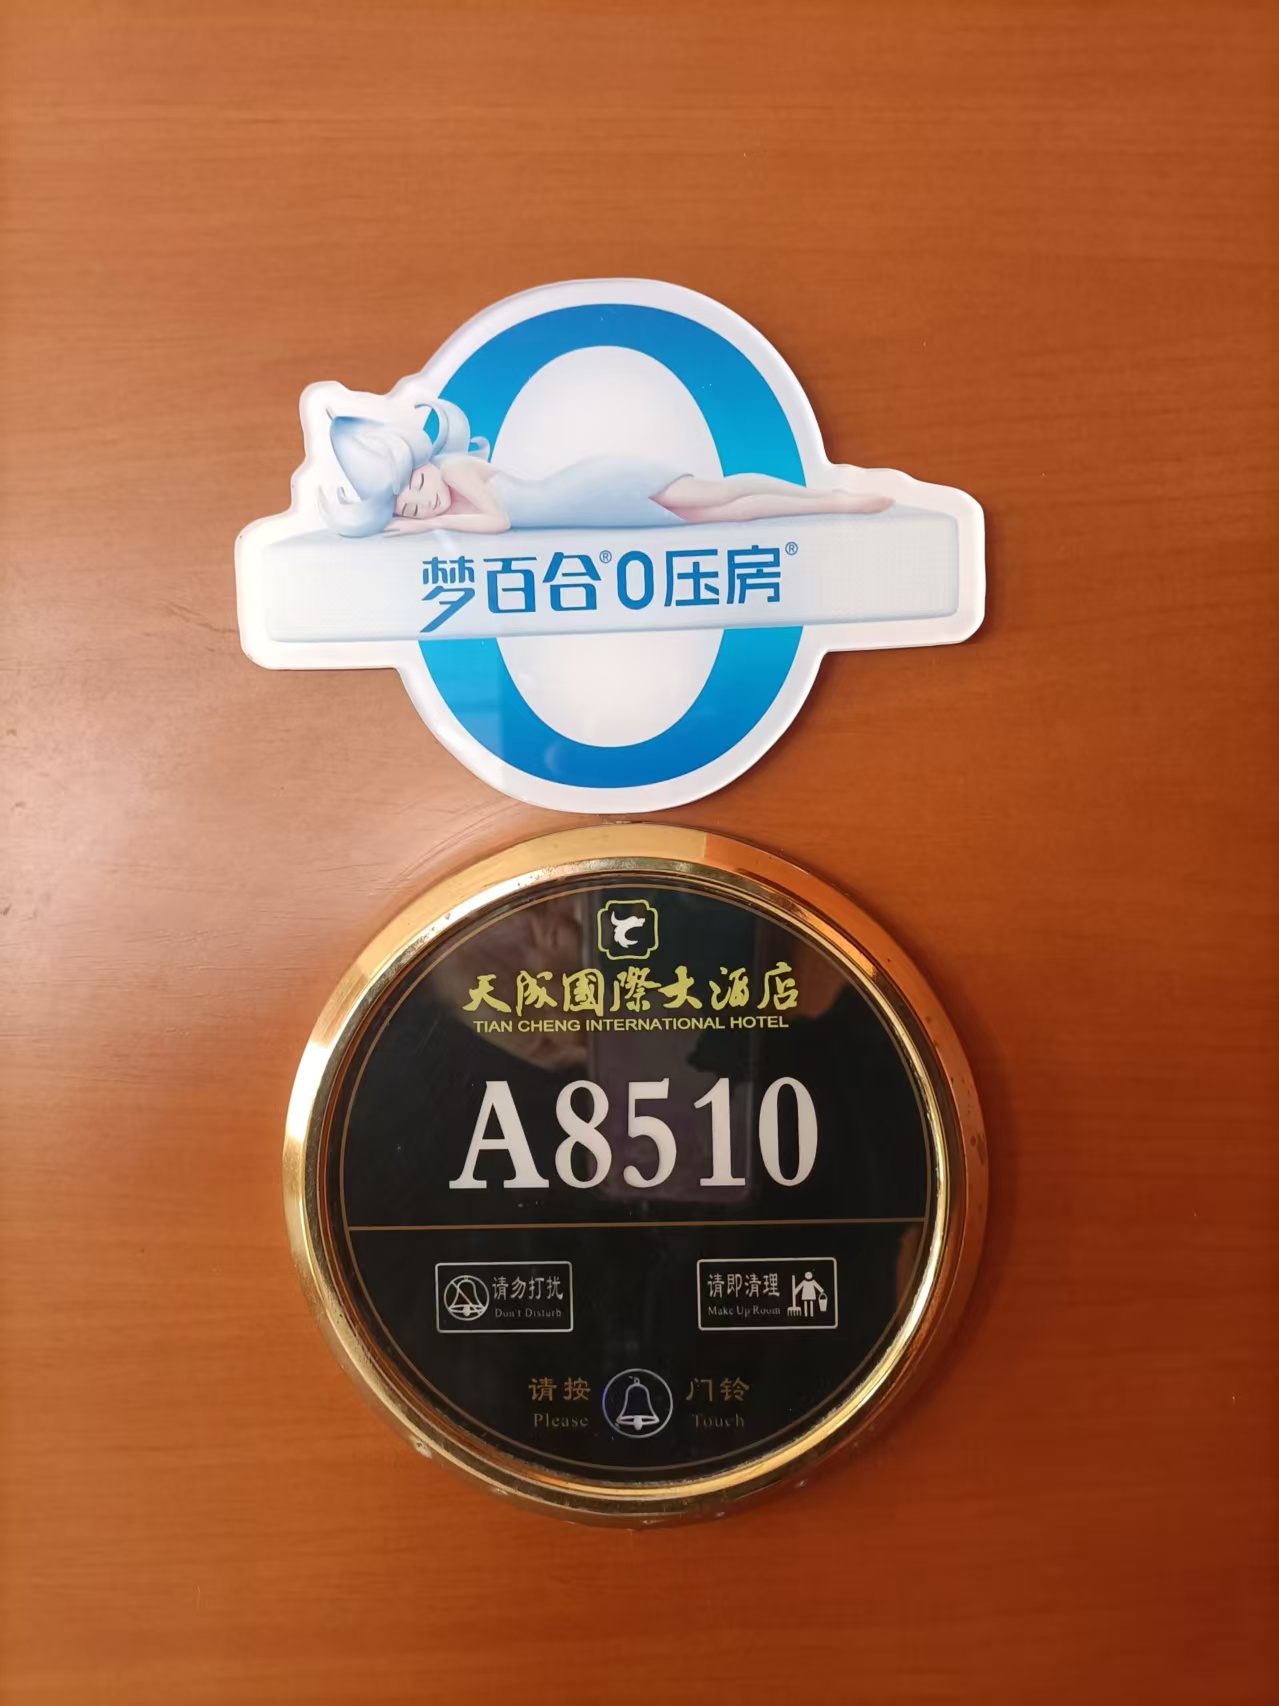 梦百合®0压房®
天成國際大酒店
TIAN CHENG INTERNATIONAL HOTEL
A8510
请勿打扰
Don't Disturb
请即清理
Make Up Room
请按 门铃
Please Touch